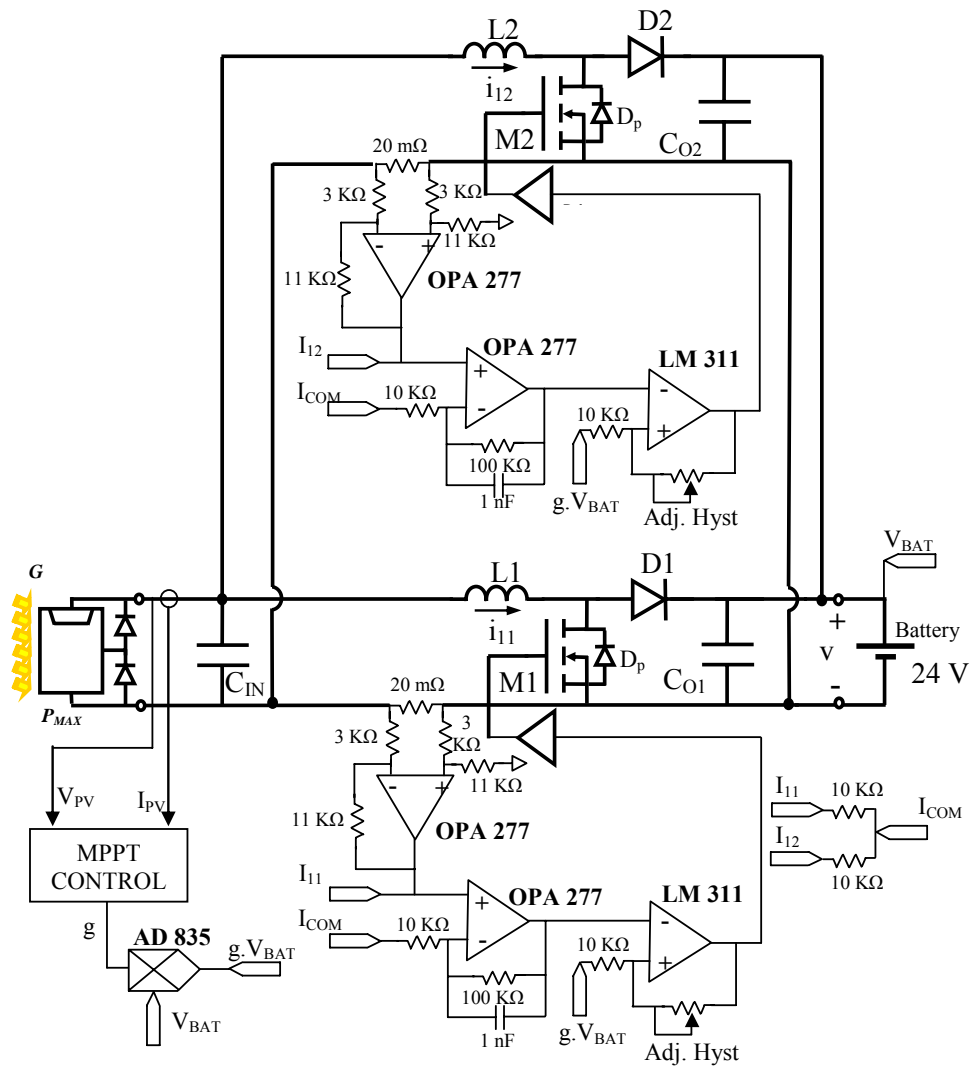 L2
D2
i12
M2
Dp
CO2
20 mΩ
3 KΩ
3 KΩ
11 KΩ
11 KΩ
OPA 277
I12
OPA 277
LM 311
ICOM
10 KΩ
10 KΩ
100 KΩ
1 nF
g.VBAT
Adj. Hyst
VBAT
G
L1
D1
i11
M1
Dp
CO1
CIN
+
v
-
Battery
24 V
PMAX
20 mΩ
3 KΩ
3
KΩ
11 KΩ
11 KΩ
OPA 277
VPV
IPV
MPPT
CONTROL
g
AD 835
g.VBAT
VBAT
I11
OPA 277
LM 311
ICOM
10 KΩ
10 KΩ
100 KΩ
1 nF
g.VBAT
Adj. Hyst
I11
10 KΩ
ICOM
I12
10 KΩ